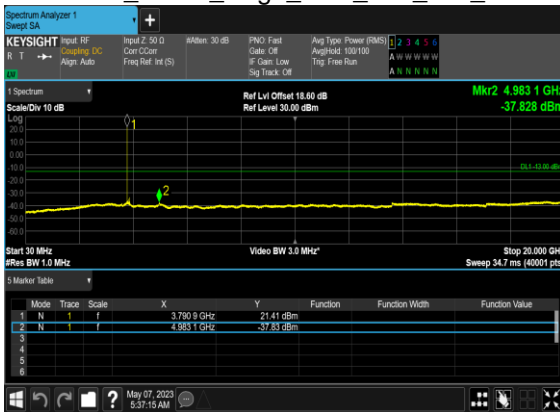 Spectrum Analyzer 1
Swept SA
+
KEYSIGHT Input: RF Input Z: 50 Ω #Atten: 30 dB PNO: Fast Avg Type: Power (RMS) 1 2 3 4 5 6
R T Coupling: DC Corr CCorr Gate: Off Avg|Hold: 100/100 A W W W W W
Align: Auto Freq Ref: Int (S) IF Gain: Low Trig: Free Run
Sig Track: Off A N N N N N
1 Spectrum Ref Lvl Offset 18.60 dB Mkr2 4.983 1 GHz
Scale/Div 10 dB Ref Level 30.00 dBm -37.828 dBm
Log
20.0
10.0
0.00
-10.0
DL1 -13.00 dBm
-20.0
-30.0
-40.0
-50.0
-60.0
1
2
Start 30 MHz Video BW 3.0 MHz* Stop 20.000 GH
#Res BW 1.0 MHz Sweep 34.7 ms (40001 pts
5 Marker Table
Mode Trace Scale X Y Function Function Width Function Value
1 N 1 f 3.790 9 GHz 21.41 dBm
2 N 1 f 4.983 1 GHz -37.83 dBm
3
4
5
6
? May 07, 2023
5:37:15 AM